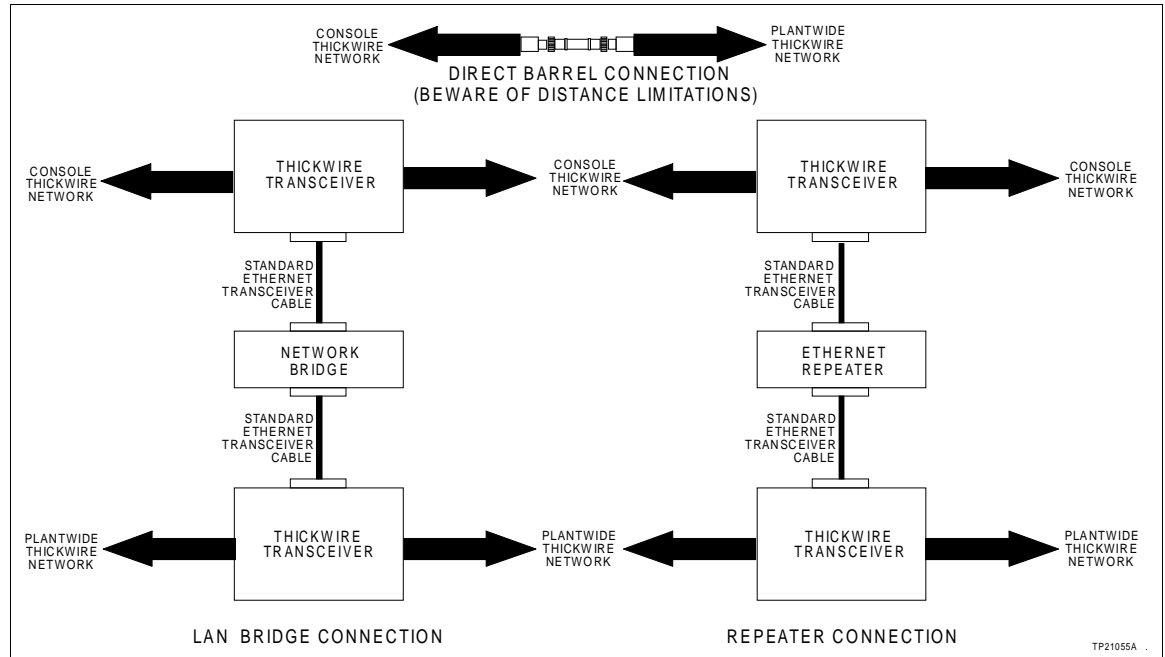 CONSOLE
THICKWIRE
NETWORK
PLANTWIDE
THICKWIRE
NETWORK
DIRECT BARREL CONNECTION
(BEWARE OF DISTANCE LIMITATIONS)
CONSOLE
THICKWIRE
NETWORK
THICKWIRE
TRANSCEIVER
CONSOLE
THICKWIRE
NETWORK
THICKWIRE
TRANSCEIVER
CONSOLE
THICKWIRE
NETWORK
STANDARD
ETHERNET
TRANSCEIVER
CABLE
STANDARD
ETHERNET
TRANSCEIVER
CABLE
NETWORK
BRIDGE
ETHERNET
REPEATER
STANDARD
ETHERNET
TRANSCEIVER
CABLE
STANDARD
ETHERNET
TRANSCEIVER
CABLE
PLANTWIDE
THICKWIRE
NETWORK
THICKWIRE
TRANSCEIVER
PLANTWIDE
THICKWIRE
NETWORK
THICKWIRE
TRANSCEIVER
PLANTWIDE
THICKWIRE
NETWORK
LAN BRIDGE CONNECTION
REPEATER CONNECTION
TP21055A .